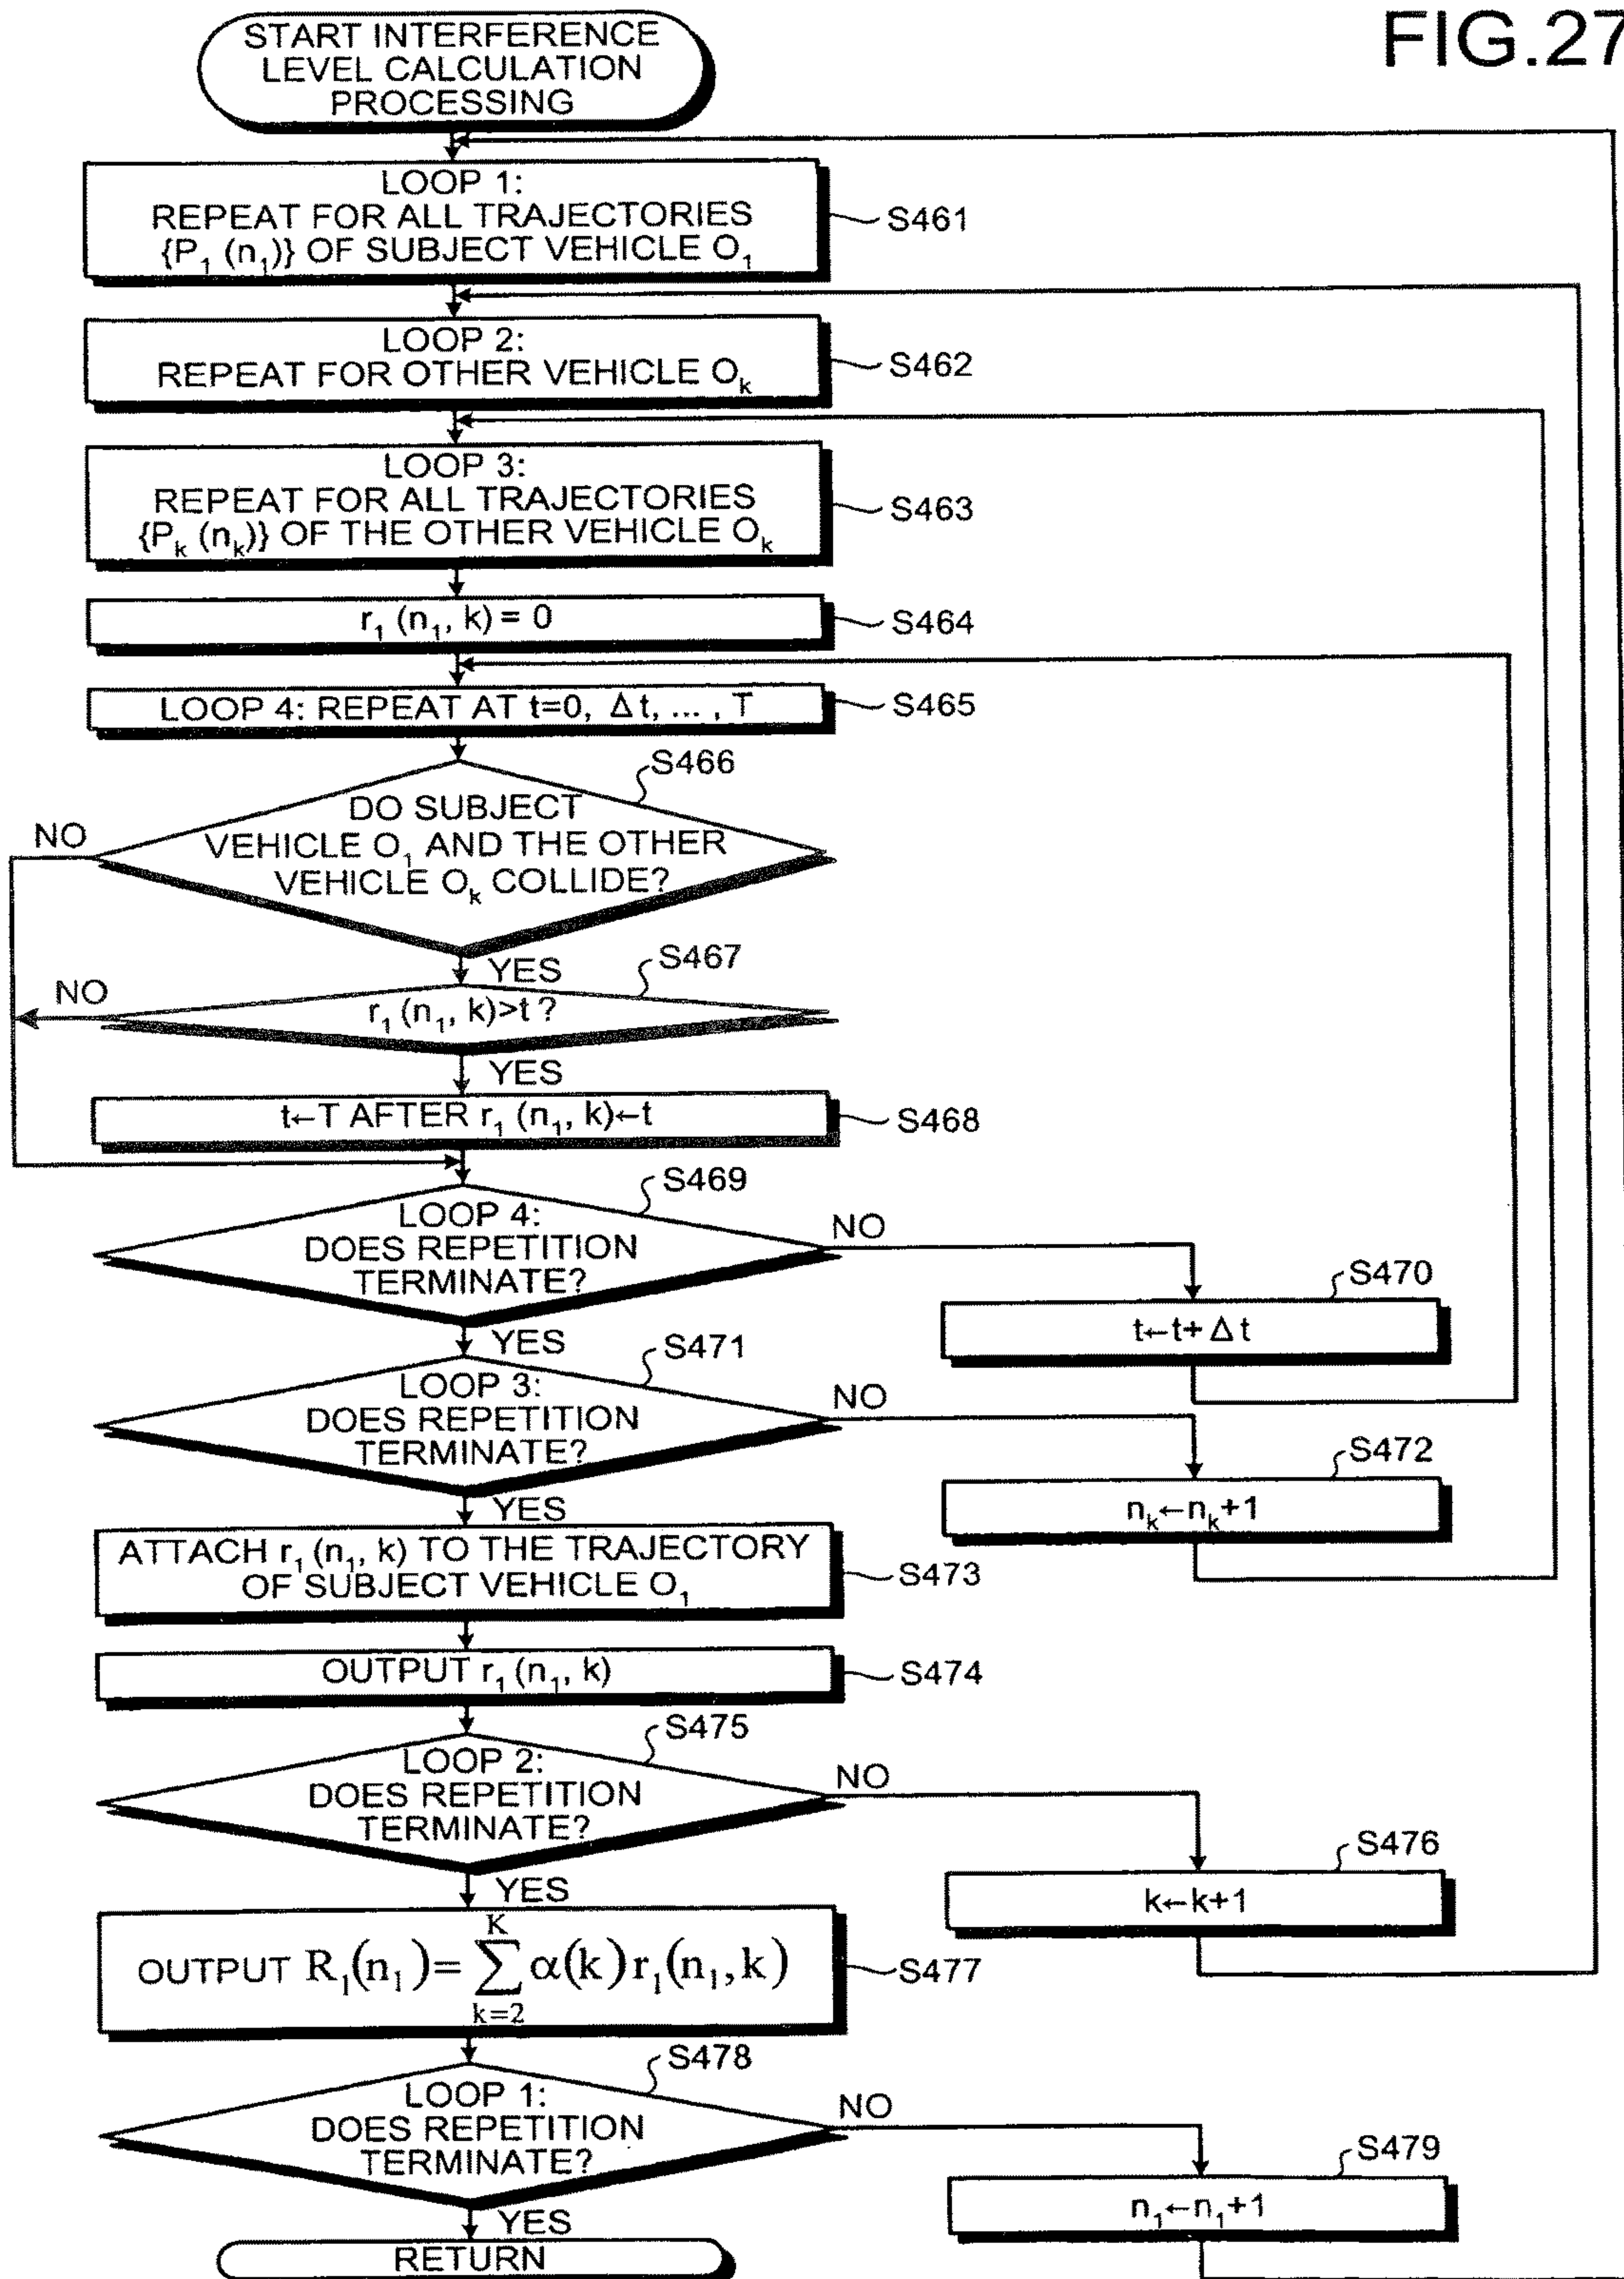 FIG.27
START INTERFERENCE
LEVEL CALCULATION
PROCESSING
LOOP 1:
REPEAT FOR ALL TRAJECTORIES
{P₁ (n₁)} OF SUBJECT VEHICLE O₁
S461
LOOP 2:
REPEAT FOR OTHER VEHICLE Oₖ
S462
LOOP 3:
REPEAT FOR ALL TRAJECTORIES
{Pₖ (nₖ)} OF THE OTHER VEHICLE Oₖ
S463
r₁ (n₁, k) = 0
S464
LOOP 4: REPEAT AT t=0, Δt, ... , T
S465
S466
DO SUBJECT
VEHICLE O₁ AND THE OTHER
VEHICLE Oₖ COLLIDE?
NO
YES
S467
NO
r₁ (n₁, k)>t ?
YES
t←T AFTER r₁ (n₁, k)←t
S468
S469
LOOP 4:
DOES REPETITION
TERMINATE?
NO
S470
t←t+ Δt
YES
S471
LOOP 3:
DOES REPETITION
TERMINATE?
NO
S472
nₖ←nₖ+1
YES
ATTACH r₁ (n₁, k) TO THE TRAJECTORY
OF SUBJECT VEHICLE O₁
S473
OUTPUT r₁ (n₁, k)
S474
S475
LOOP 2:
DOES REPETITION
TERMINATE?
NO
S476
k←k+1
YES
OUTPUT R₁(n₁)= ∑ₖ₌₂ᴷ α(k) r₁(n₁,k)
S477
S478
LOOP 1:
DOES REPETITION
TERMINATE?
NO
S479
n₁←n₁+1
YES
RETURN